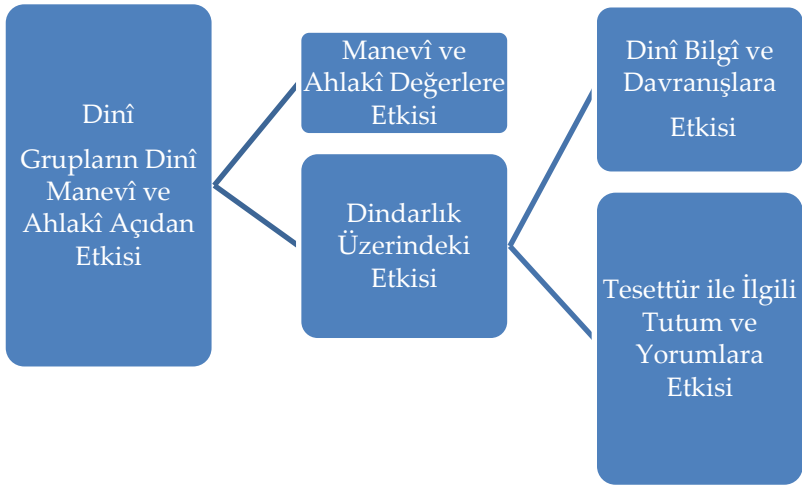 Dinî
Grupların Dinî
Manevî ve
Ahlakî Açıdan
Etkisi
Manevî ve
Ahlakî Değerlere
Etkisi
Dindarlık
Üzerindeki
Etkisi
Dinî Bilgî ve
Davranışlara
Etkisi
Tesettür ile İlgili
Tutum ve
Yorumlara
Etkisi